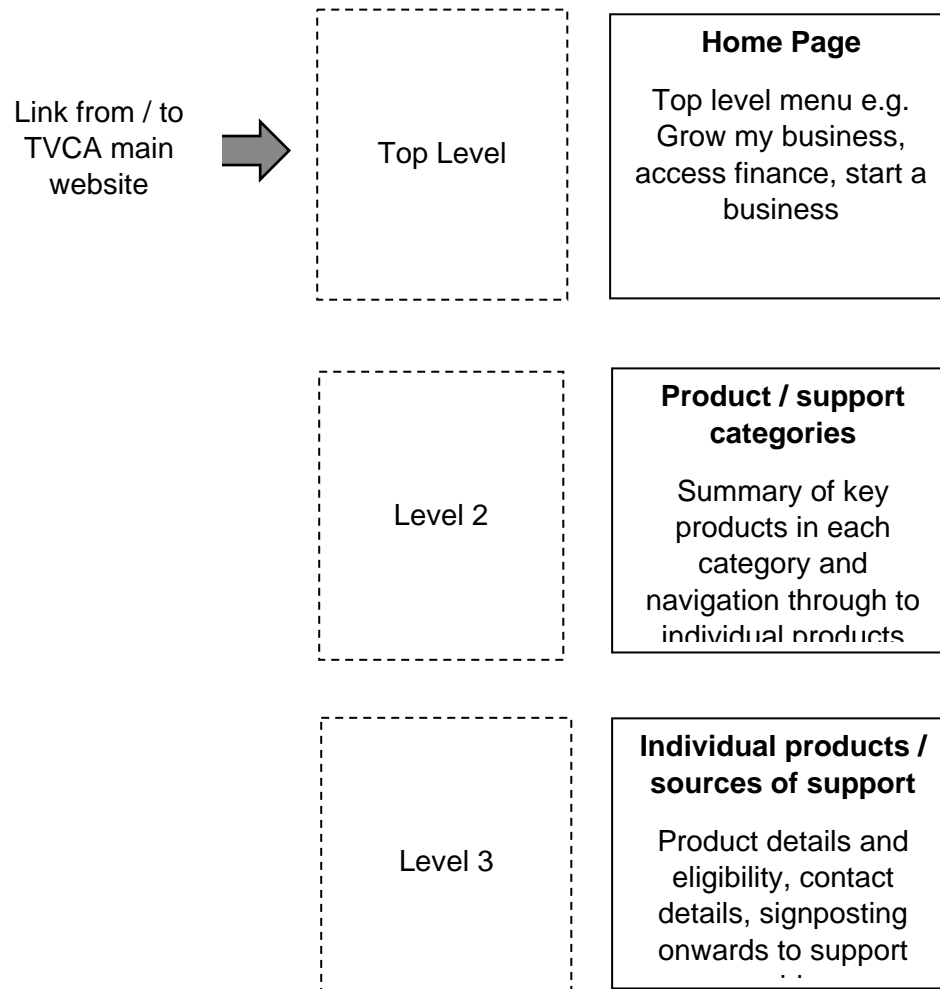 Link from / to
TVCA main
website
Top Level
Home Page
Top level menu e.g.
Grow my business,
access finance, start a
business
Level 2
Product / support
categories
Summary of key
products in each
category and
navigation through to
individual products
Level 3
Individual products /
sources of support
Product details and
eligibility, contact
details, signposting
onwards to support